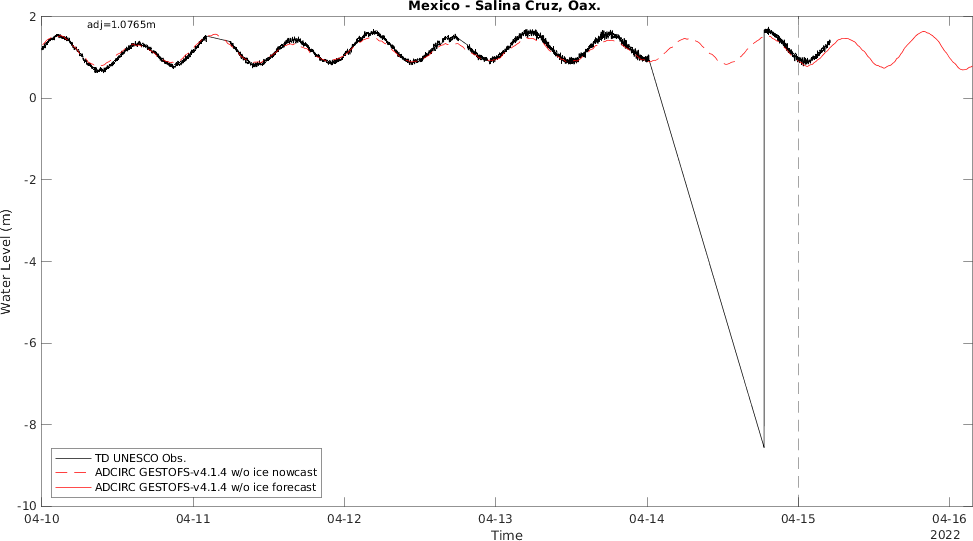 Mexico - Salina Cruz, Oax.
adj=1.0765m
2
0
-2
-4
-6
-8
-10
Water Level (m)
TD UNESCO Obs.
ADCIRC GESTOFS-v4.1.4 w/o ice nowcast
ADCIRC GESTOFS-v4.1.4 w/o ice forecast
04-10 04-11 04-12 04-13 04-14 04-15 04-16
Time
2022